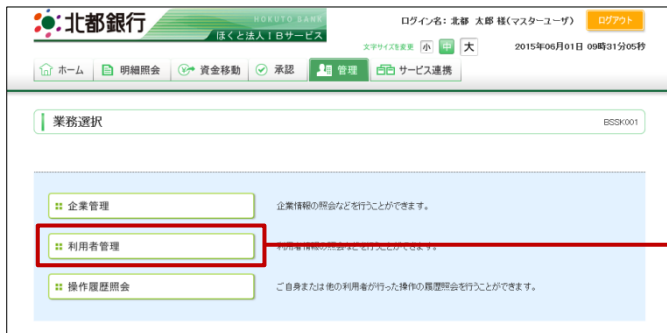 北都銀行 HOKUTO BANK
ほくと法人IBサービス
ログイン名：北都 太郎 様(マスターユーザ) ログアウト
文字サイズを変更 小 中 大 2015年06月01日 09時31分05秒
ホーム 明細照会 資金移動 承認 管理 サービス連携
業務選択 BSSK001
企業管理 企業情報の照会などを行うことができます。
利用者管理 利用者情報の照会などを行うことができます。
操作履歴照会 ご自身または他の利用者が行った操作の履歴照会を行うことができます。